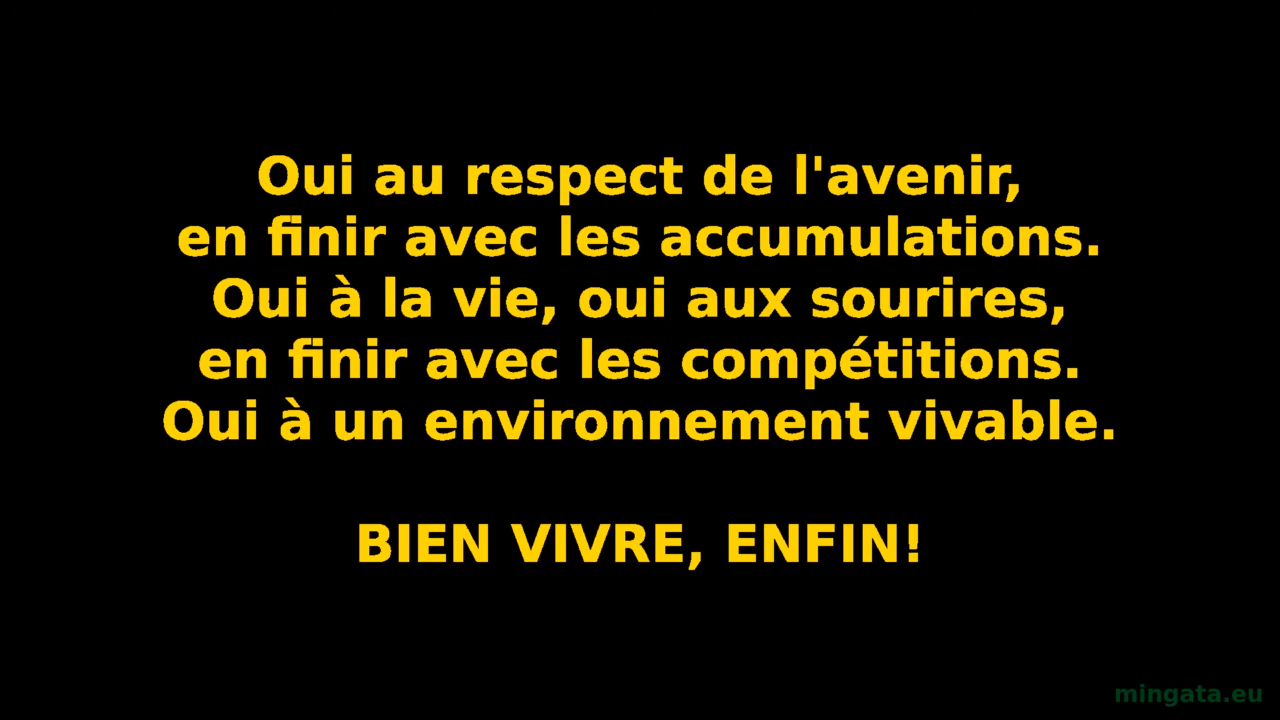 Oui au respect de l'avenir,
en finir avec les accumulations.
Oui à la vie, oui aux sourires,
en finir avec les compétitions.
Oui à un environnement vivable.
BIEN VIVRE, ENFIN!
mingata.eu